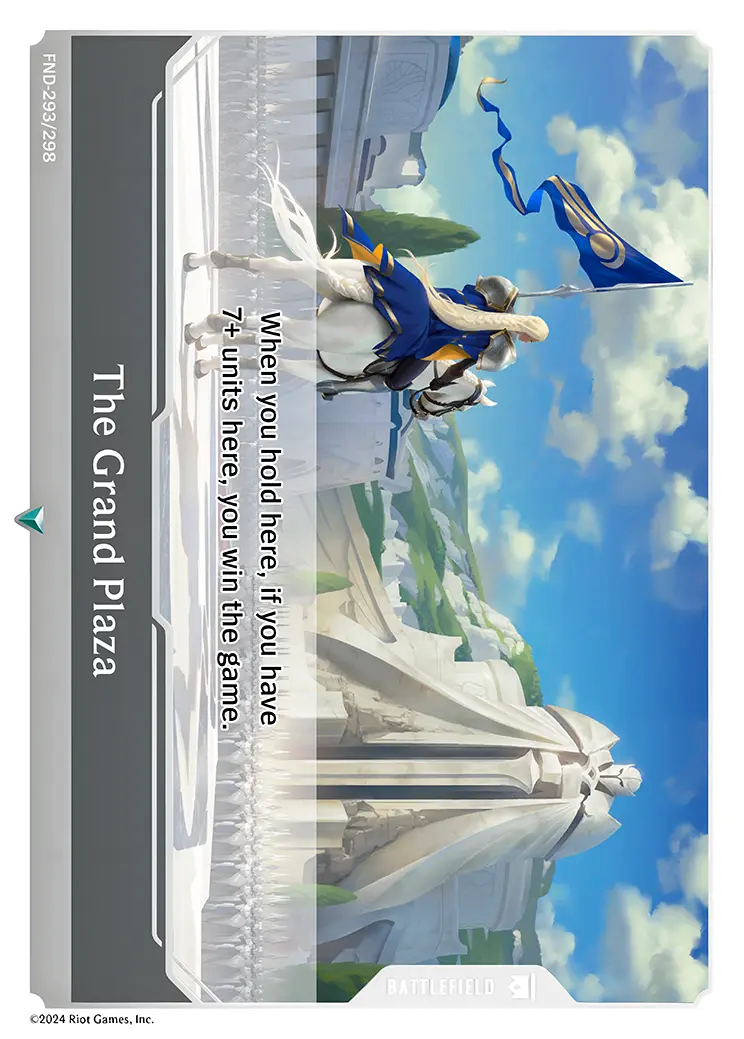 BATTLEFIELD
When you hold here, if you have
7+ units here, you win the game.
The Grand Plaza
FND-293/298
©2024 Riot Games, Inc.